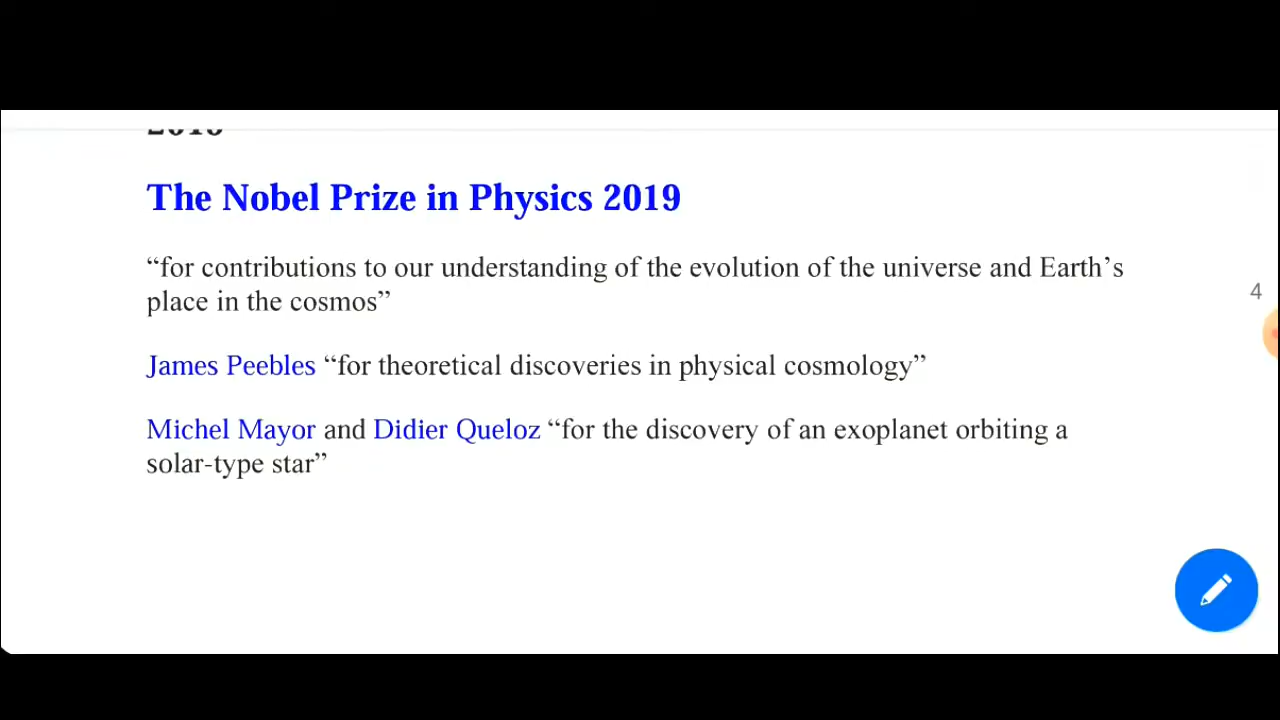 The Nobel Prize in Physics 2019
“for contributions to our understanding of the evolution of the universe and Earth’s
place in the cosmos”
4
James Peebles “for theoretical discoveries in physical cosmology”
Michel Mayor and Didier Queloz “for the discovery of an exoplanet orbiting a
solar-type star”